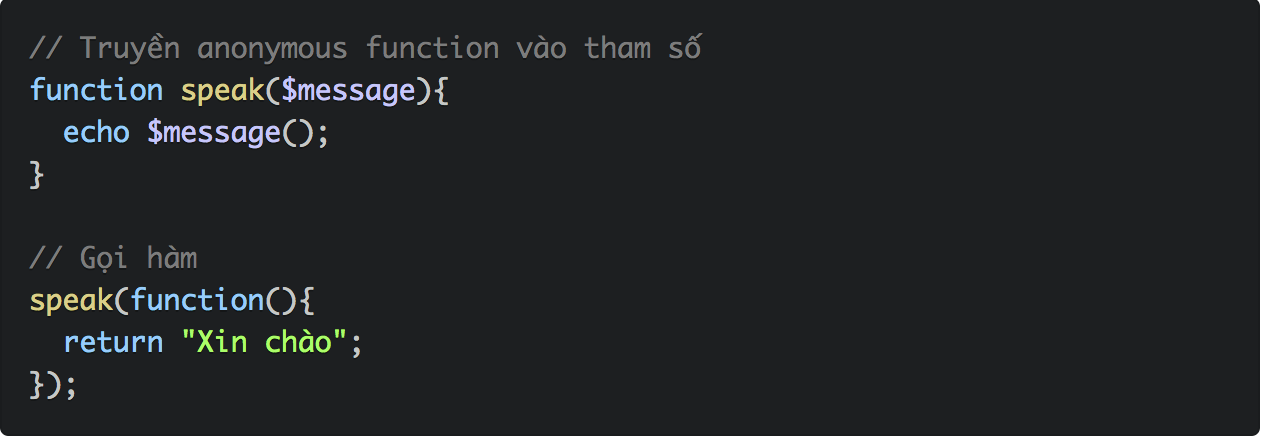 // Truyền anonymous function vào tham số
function speak($message){
  echo $message();
}

// Gọi hàm
speak(function(){
  return "Xin chào";
});